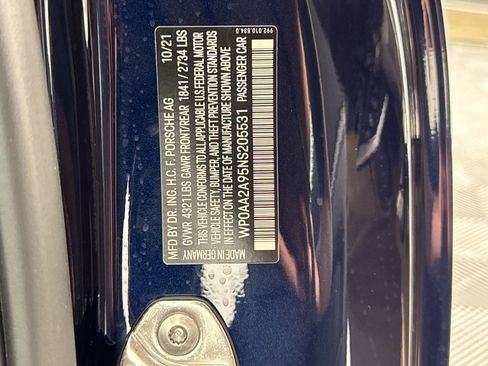 992.010.534.0
MFD BY DR. ING. H.C. F. PORSCHE AG 10/21
GVWR 4321 LBS GAWR FRONT/REAR 1841/2734 LBS
THIS VEHICLE CONFORMS TO ALL APPLICABLE U.S. FEDERAL MOTOR
VEHICLE SAFETY, BUMPER, AND THEFT PREVENTION STANDARDS
IN EFFECT ON THE DATE OF MANUFACTURE SHOWN ABOVE
WP0AA2A95NS205531 PASSENGER CAR
MADE IN GERMANY